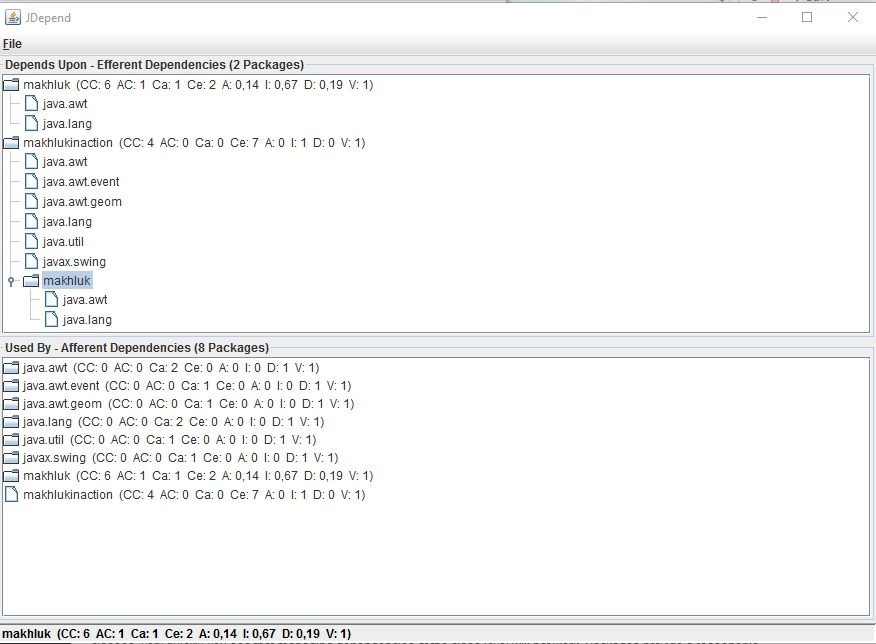 JDepend
File
Depends Upon - Efferent Dependencies (2 Packages)
makhluk (CC: 6 AC: 1 Ca: 1 Ce: 2 A: 0,14 I: 0,67 D: 0,19 V: 1)
java.awt
java.lang
makhlukinaction (CC: 4 AC: 0 Ca: 0 Ce: 7 A: 0 I: 1 D: 0 V: 1)
java.awt
java.awt.event
java.awt.geom
java.lang
java.util
javax.swing
makhluk
java.awt
java.lang
Used By - Afferent Dependencies (8 Packages)
java.awt (CC: 0 AC: 0 Ca: 2 Ce: 0 A: 0 I: 0 D: 1 V: 1)
java.awt.event (CC: 0 AC: 0 Ca: 1 Ce: 0 A: 0 I: 0 D: 1 V: 1)
java.awt.geom (CC: 0 AC: 0 Ca: 1 Ce: 0 A: 0 I: 0 D: 1 V: 1)
java.lang (CC: 0 AC: 0 Ca: 2 Ce: 0 A: 0 I: 0 D: 1 V: 1)
java.util (CC: 0 AC: 0 Ca: 1 Ce: 0 A: 0 I: 0 D: 1 V: 1)
javax.swing (CC: 0 AC: 0 Ca: 1 Ce: 0 A: 0 I: 0 D: 1 V: 1)
makhluk (CC: 6 AC: 1 Ca: 1 Ce: 2 A: 0,14 I: 0,67 D: 0,19 V: 1)
makhlukinaction (CC: 4 AC: 0 Ca: 0 Ce: 7 A: 0 I: 1 D: 0 V: 1)
makhluk (CC: 6 AC: 1 Ca: 1 Ce: 2 A: 0,14 I: 0,67 D: 0,19 V: 1)